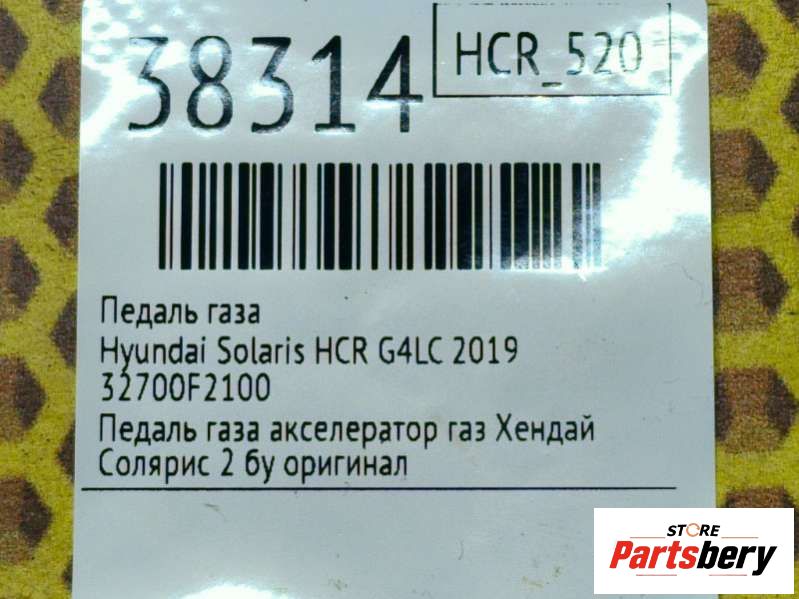 38314
HCR_520
Педаль газа
Hyundai Solaris HCR G4LC 2019
32700F2100
Педаль газа акселератор газ Хендай
Солярис 2 бу оригинал
STORE
Partsbery